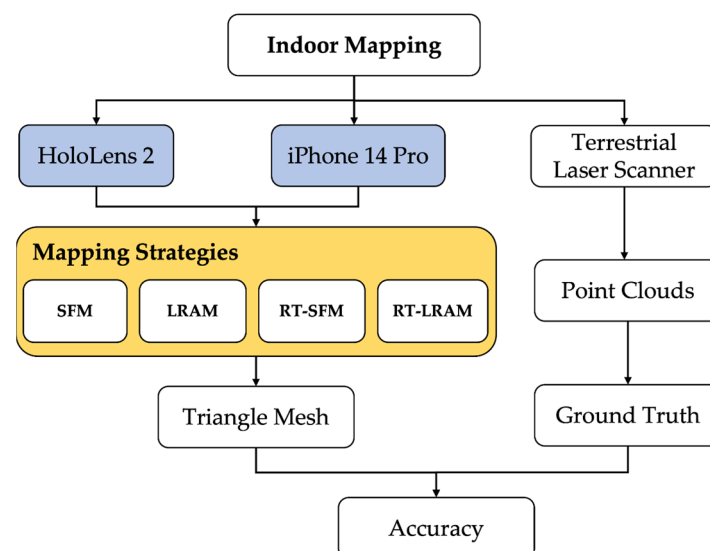 Indoor Mapping
HoloLens 2
iPhone 14 Pro
Terrestrial
Laser Scanner
Mapping Strategies
SFM
LRAM
RT-SFM
RT-LRAM
Point Clouds
Triangle Mesh
Ground Truth
Accuracy